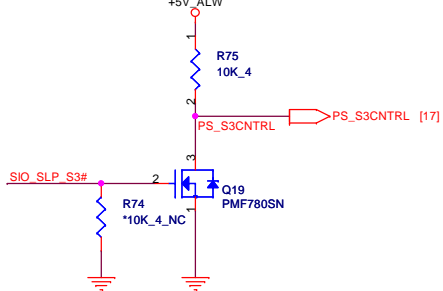 +5V_ALW
1
R75
10K_4
2
PS_S3CNTRL
PS_S3CNTRL [17]
3
SIO_SLP_S3#
2
Q19
PMF780SN
1
R74
*10K_4_NC